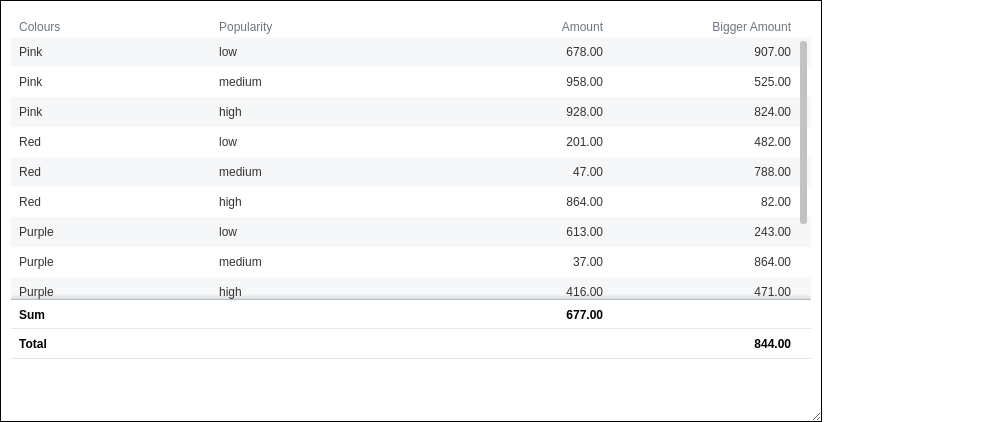 Colours Popularity Amount Bigger Amount
Pink low 678.00 907.00
Pink medium 958.00 525.00
Pink high 928.00 824.00
Red low 201.00 482.00
Red medium 47.00 788.00
Red high 864.00 82.00
Purple low 613.00 243.00
Purple medium 37.00 864.00
Purple high 416.00 471.00
Sum 677.00
Total 844.00